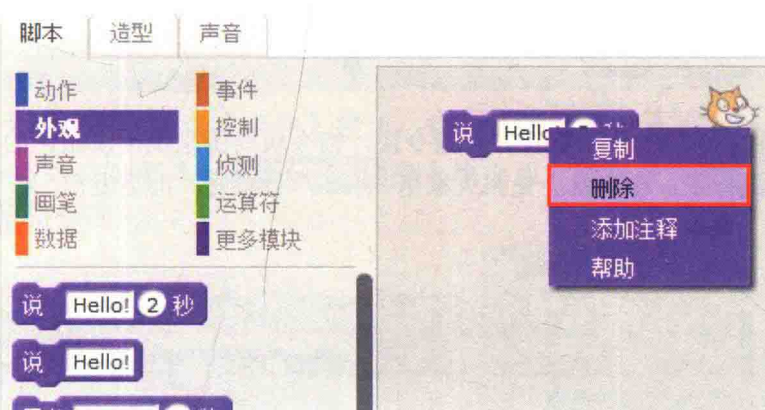 脚本 造型 声音
动作 事件
外观 控制
声音 侦测
画笔 运算符
数据 更多模块
说 Hello! 2 秒
说 Hello!
说 Hello
复制
删除
添加注释
帮助